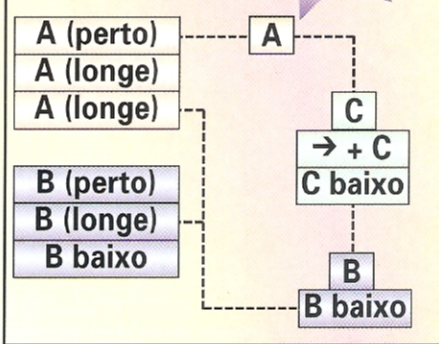 A (perto)
A (longe)
A (longe)
B (perto)
B (longe)
B baixo
A
C
→ + C
C baixo
B
B baixo